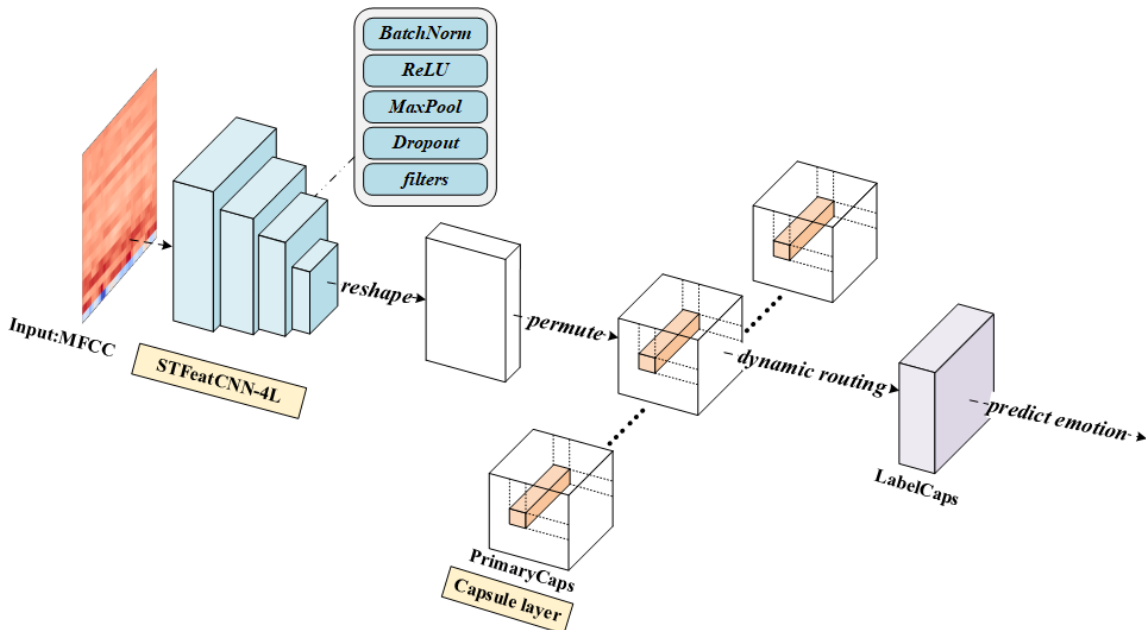 BatchNorm
ReLU
MaxPool
Dropout
filters
Input:MFCC
STFeatCNN-4L
reshape
permute
PrimaryCaps
Capsule layer
dynamic routing
LabelCaps
predict emotion